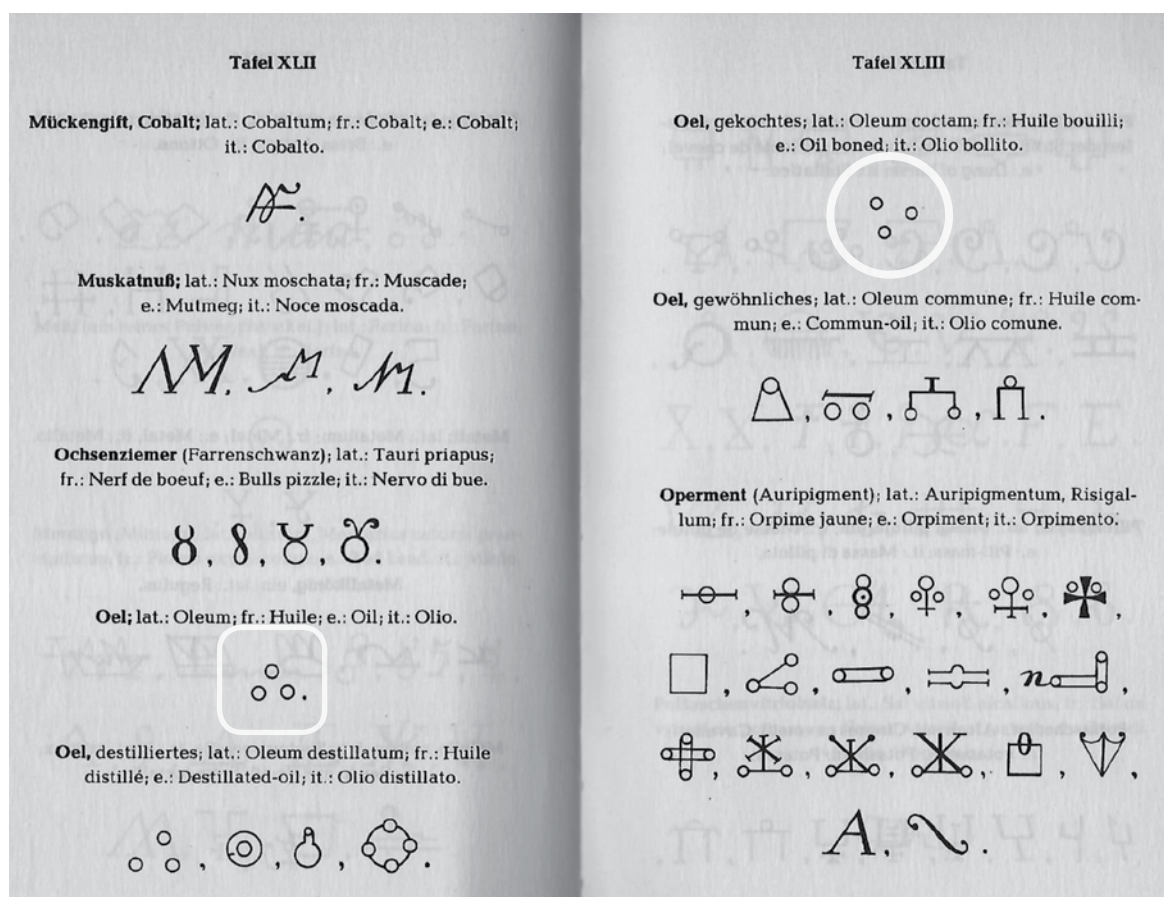 Tafel XLII
Mückengift, Cobalt; lat.: Cobaltum; fr.: Cobalt; e.: Cobalt;
it.: Cobalto.
Muskatnuß; lat.: Nux moschata; fr.: Muscade;
e.: Mutmeg; it.: Noce moscada.
Ochsenziemer (Farrenschwanz); lat.: Tauri priapus;
fr.: Nerf de boeuf; e.: Bulls pizzle; it.: Nervo di bue.
Oel; lat.: Oleum; fr.: Huile; e.: Oil; it.: Olio.
Oel, destilliertes; lat.: Oleum destillatum; fr.: Huile
distillé; e.: Destillated-oil; it.: Olio distillato.
Tafel XLIII
Oel, gekochtes; lat.: Oleum coctam; fr.: Huile bouilli;
e.: Oil boned; it.: Olio bollito.
Oel, gewöhnliches; lat.: Oleum commune; fr.: Huile com-
mun; e.: Commun-oil; it.: Olio comune.
Operment (Auripigment); lat.: Auripigmentum, Risigal-
lum; fr.: Orpime jaune; e.: Orpiment; it.: Orpimento.